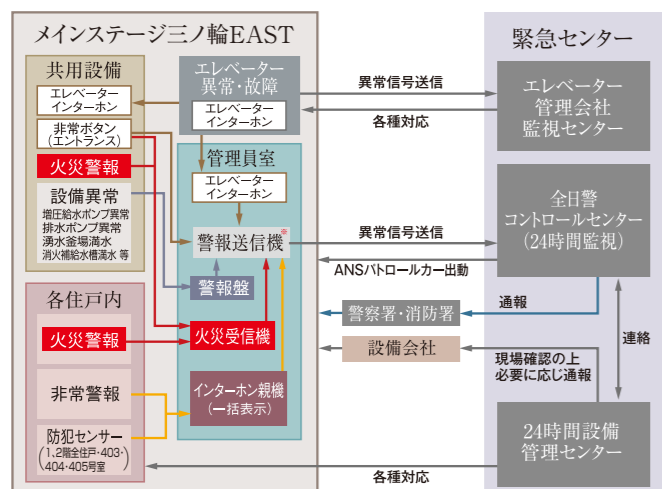 メインステージ三ノ輪EAST
共用設備
エレベーター
インターホン
非常ボタン
(エントランス)
火災警報
設備異常
増圧給水ポンプ異常
排水ポンプ異常
湧水釜場満水
消火補給水槽満水 等
各住戸内
火災警報
非常警報
防犯センサー
(1、2階全住戸・403・
404・405号室)
エレベーター
異常・故障
エレベーター
インターホン
管理員室
エレベーター
インターホン
警報送信機※
警報盤
火災受信機
インターホン親機
(一括表示)
異常信号送信
各種対応
異常信号送信
ANSパトロールカー出動
警察署・消防署
通報
設備会社
現場確認の上
必要に応じ通報
連絡
各種対応
緊急センター
エレベーター
管理会社
監視センター
全日警
コントロールセンター
(24時間監視)
24時間設備
管理センター